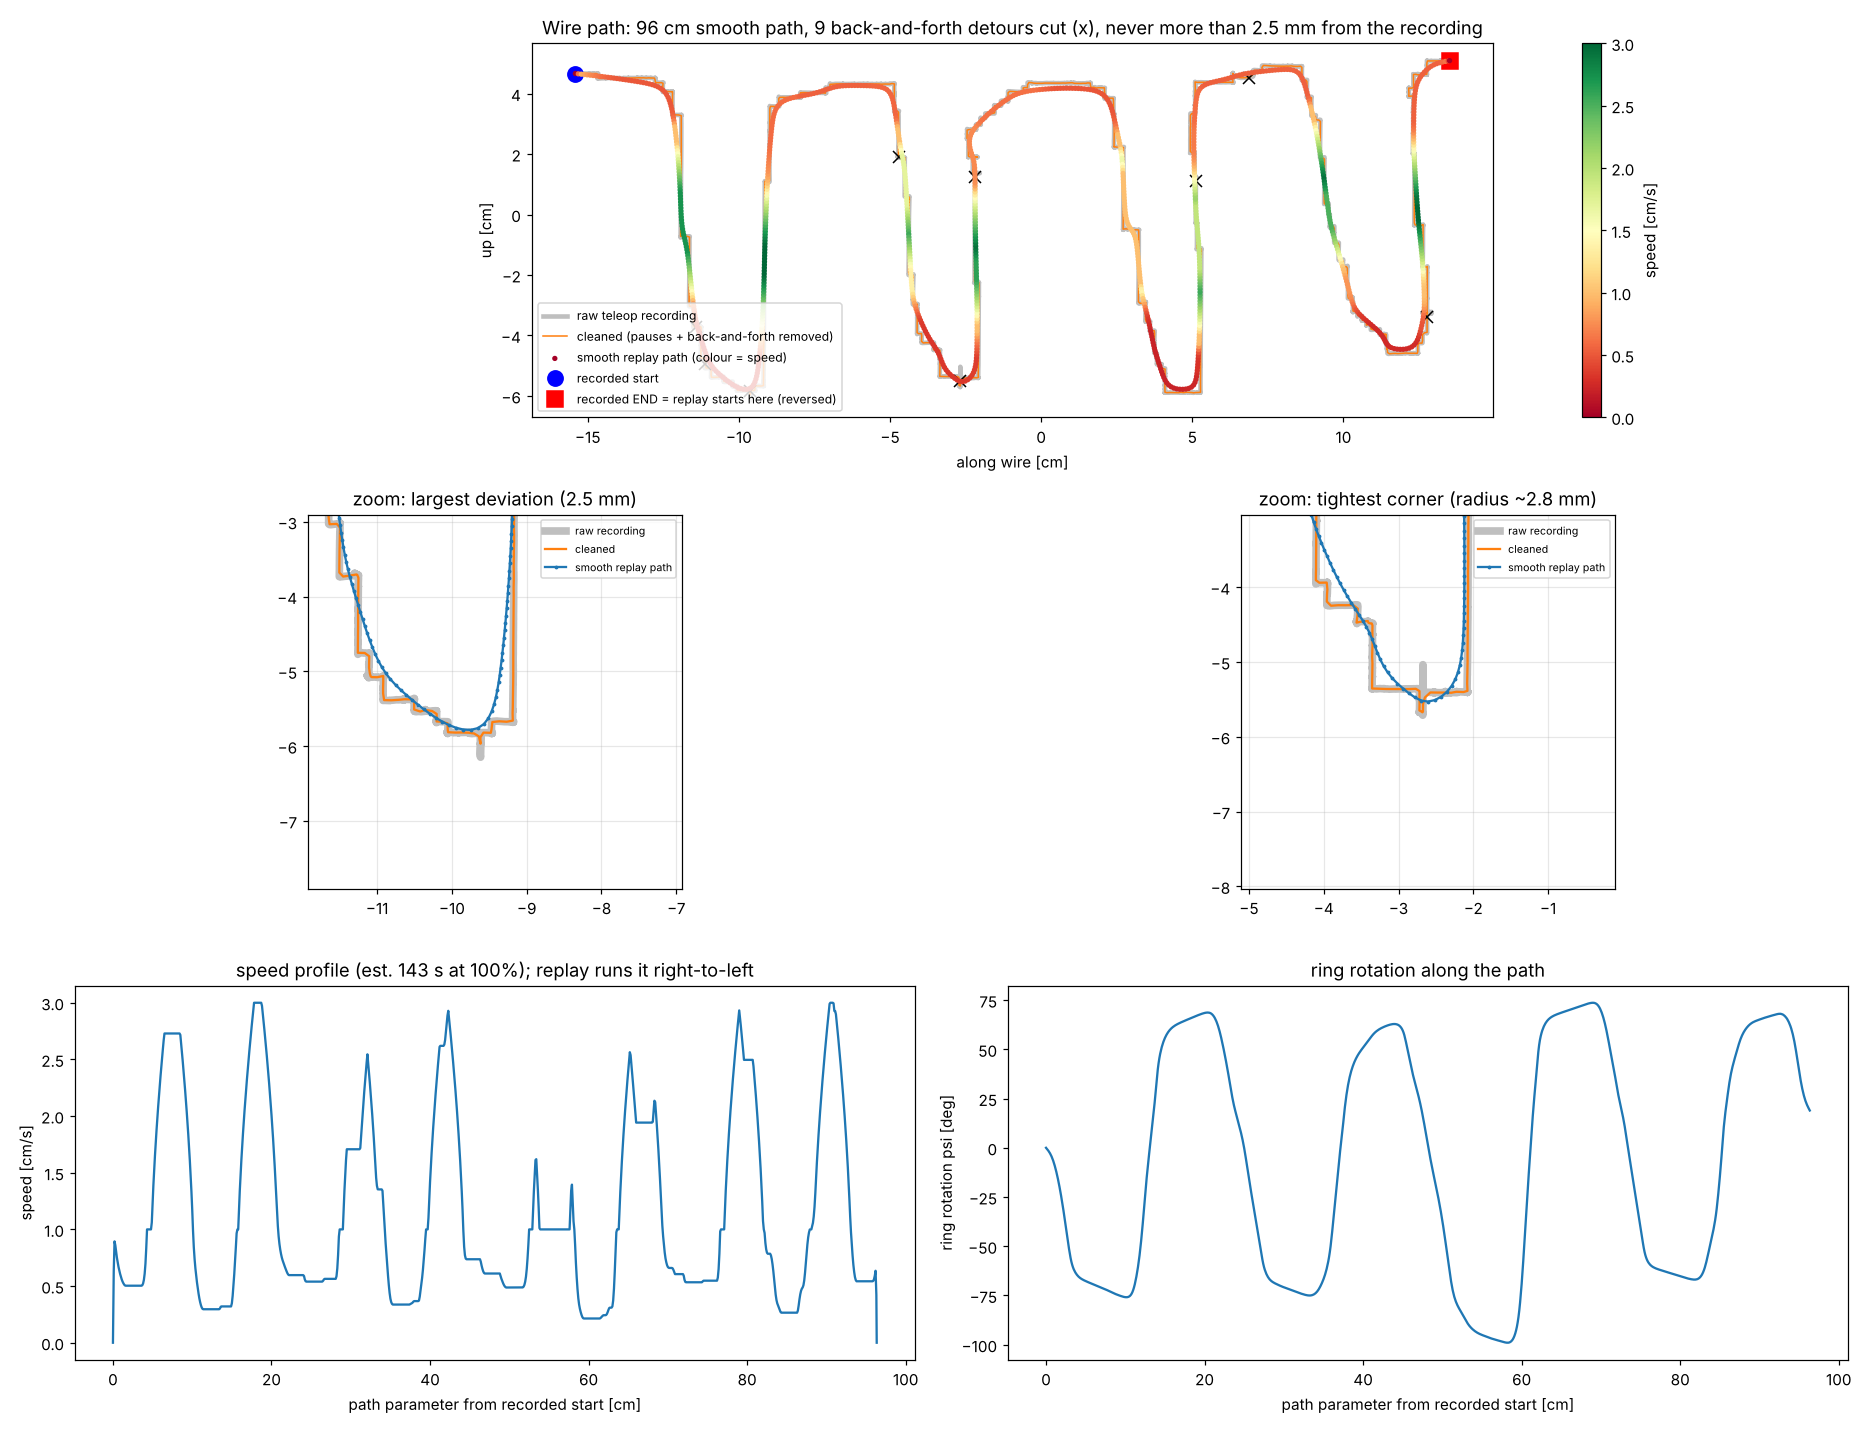 Wire path: 96 cm smooth path, 9 back-and-forth detours cut (x), never more than 2.5 mm from the recording
up [cm]
4
2
0
−2
−4
−6
raw teleop recording
cleaned (pauses + back-and-forth removed)
smooth replay path (colour = speed)
recorded start
recorded END = replay starts here (reversed)
−15
−10
−5
0
5
10
along wire [cm]
3.0
2.5
2.0
1.5
1.0
0.5
0.0
speed [cm/s]
zoom: largest deviation (2.5 mm)
−3
−4
−5
−6
−7
raw recording
cleaned
smooth replay path
−11
−10
−9
−8
−7
zoom: tightest corner (radius ~2.8 mm)
−4
−5
−6
−7
−8
raw recording
cleaned
smooth replay path
−5
−4
−3
−2
−1
speed profile (est. 143 s at 100%); replay runs it right-to-left
speed [cm/s]
3.0
2.5
2.0
1.5
1.0
0.5
0.0
0
20
40
60
80
100
path parameter from recorded start [cm]
ring rotation along the path
ring rotation psi [deg]
75
50
25
0
−25
−50
−75
−100
0
20
40
60
80
100
path parameter from recorded start [cm]